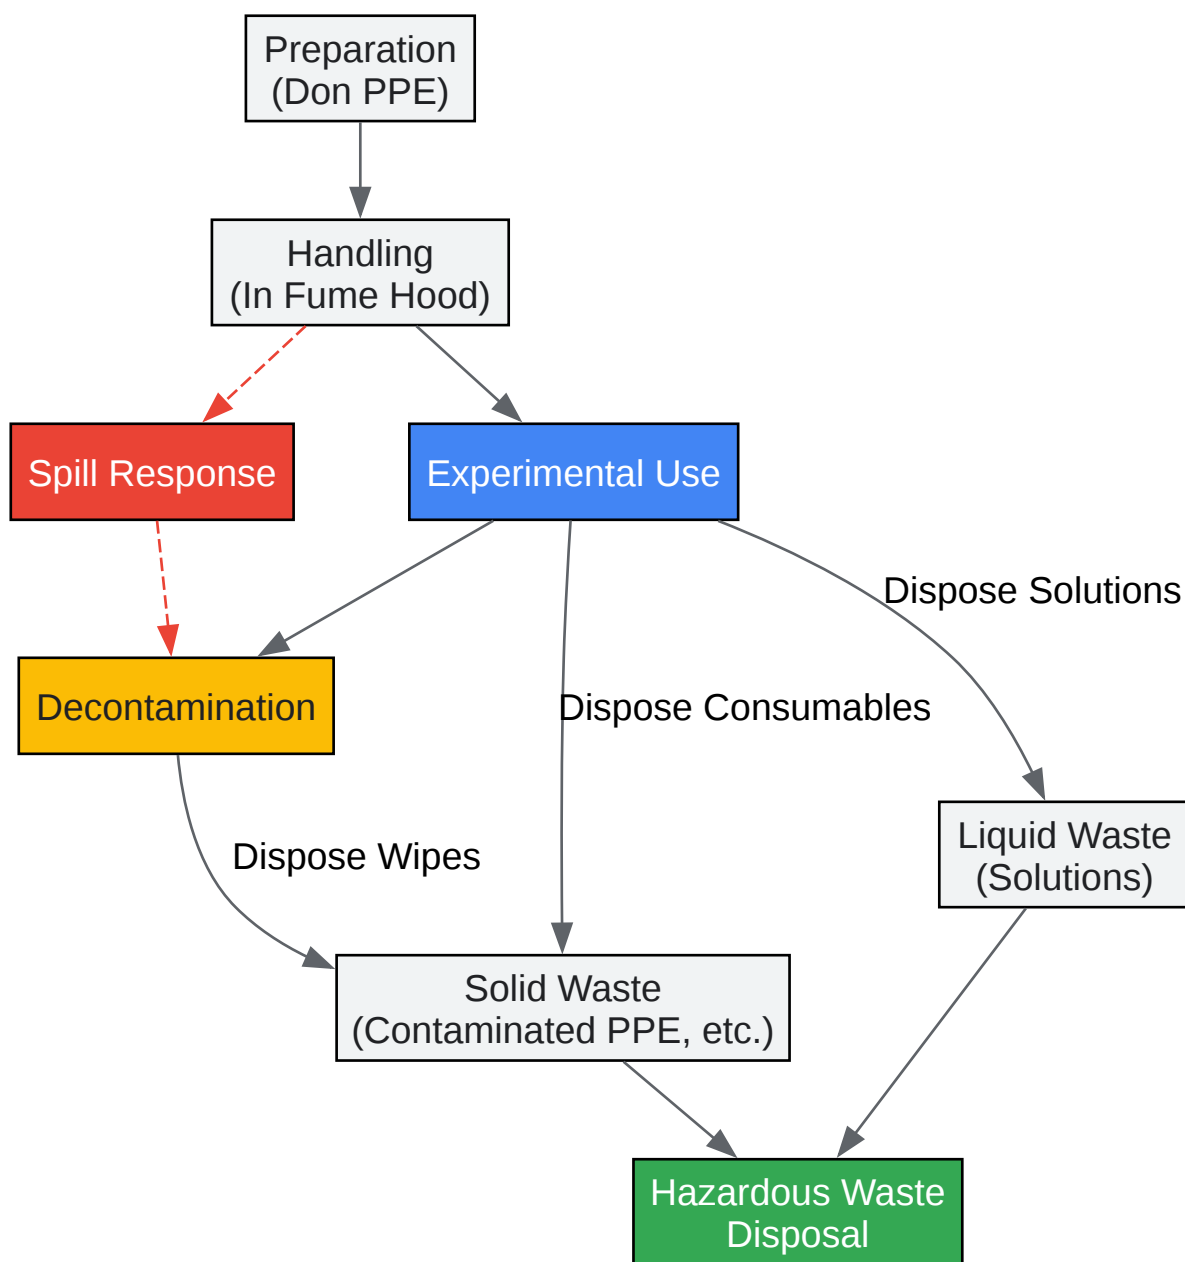 Preparation
(Don PPE)
Handling
(In Fume Hood)
Spill Response
Experimental Use
Dispose Solutions
Decontamination
Dispose Consumables
Dispose Wipes
Liquid Waste
(Solutions)
Solid Waste
(Contaminated PPE, etc.)
Hazardous Waste
Disposal